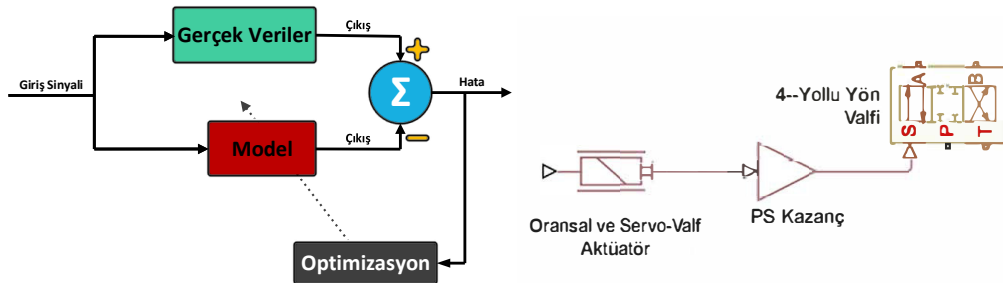 Gerçek Veriler
Çıkış
Giriş Sinyali
Σ
Hata
Model
Çıkış
Optimizasyon
4--Yollu Yön
Valfi
A
B
S
P
T
Oransal ve Servo-Valf
Aktüatör
PS Kazanç